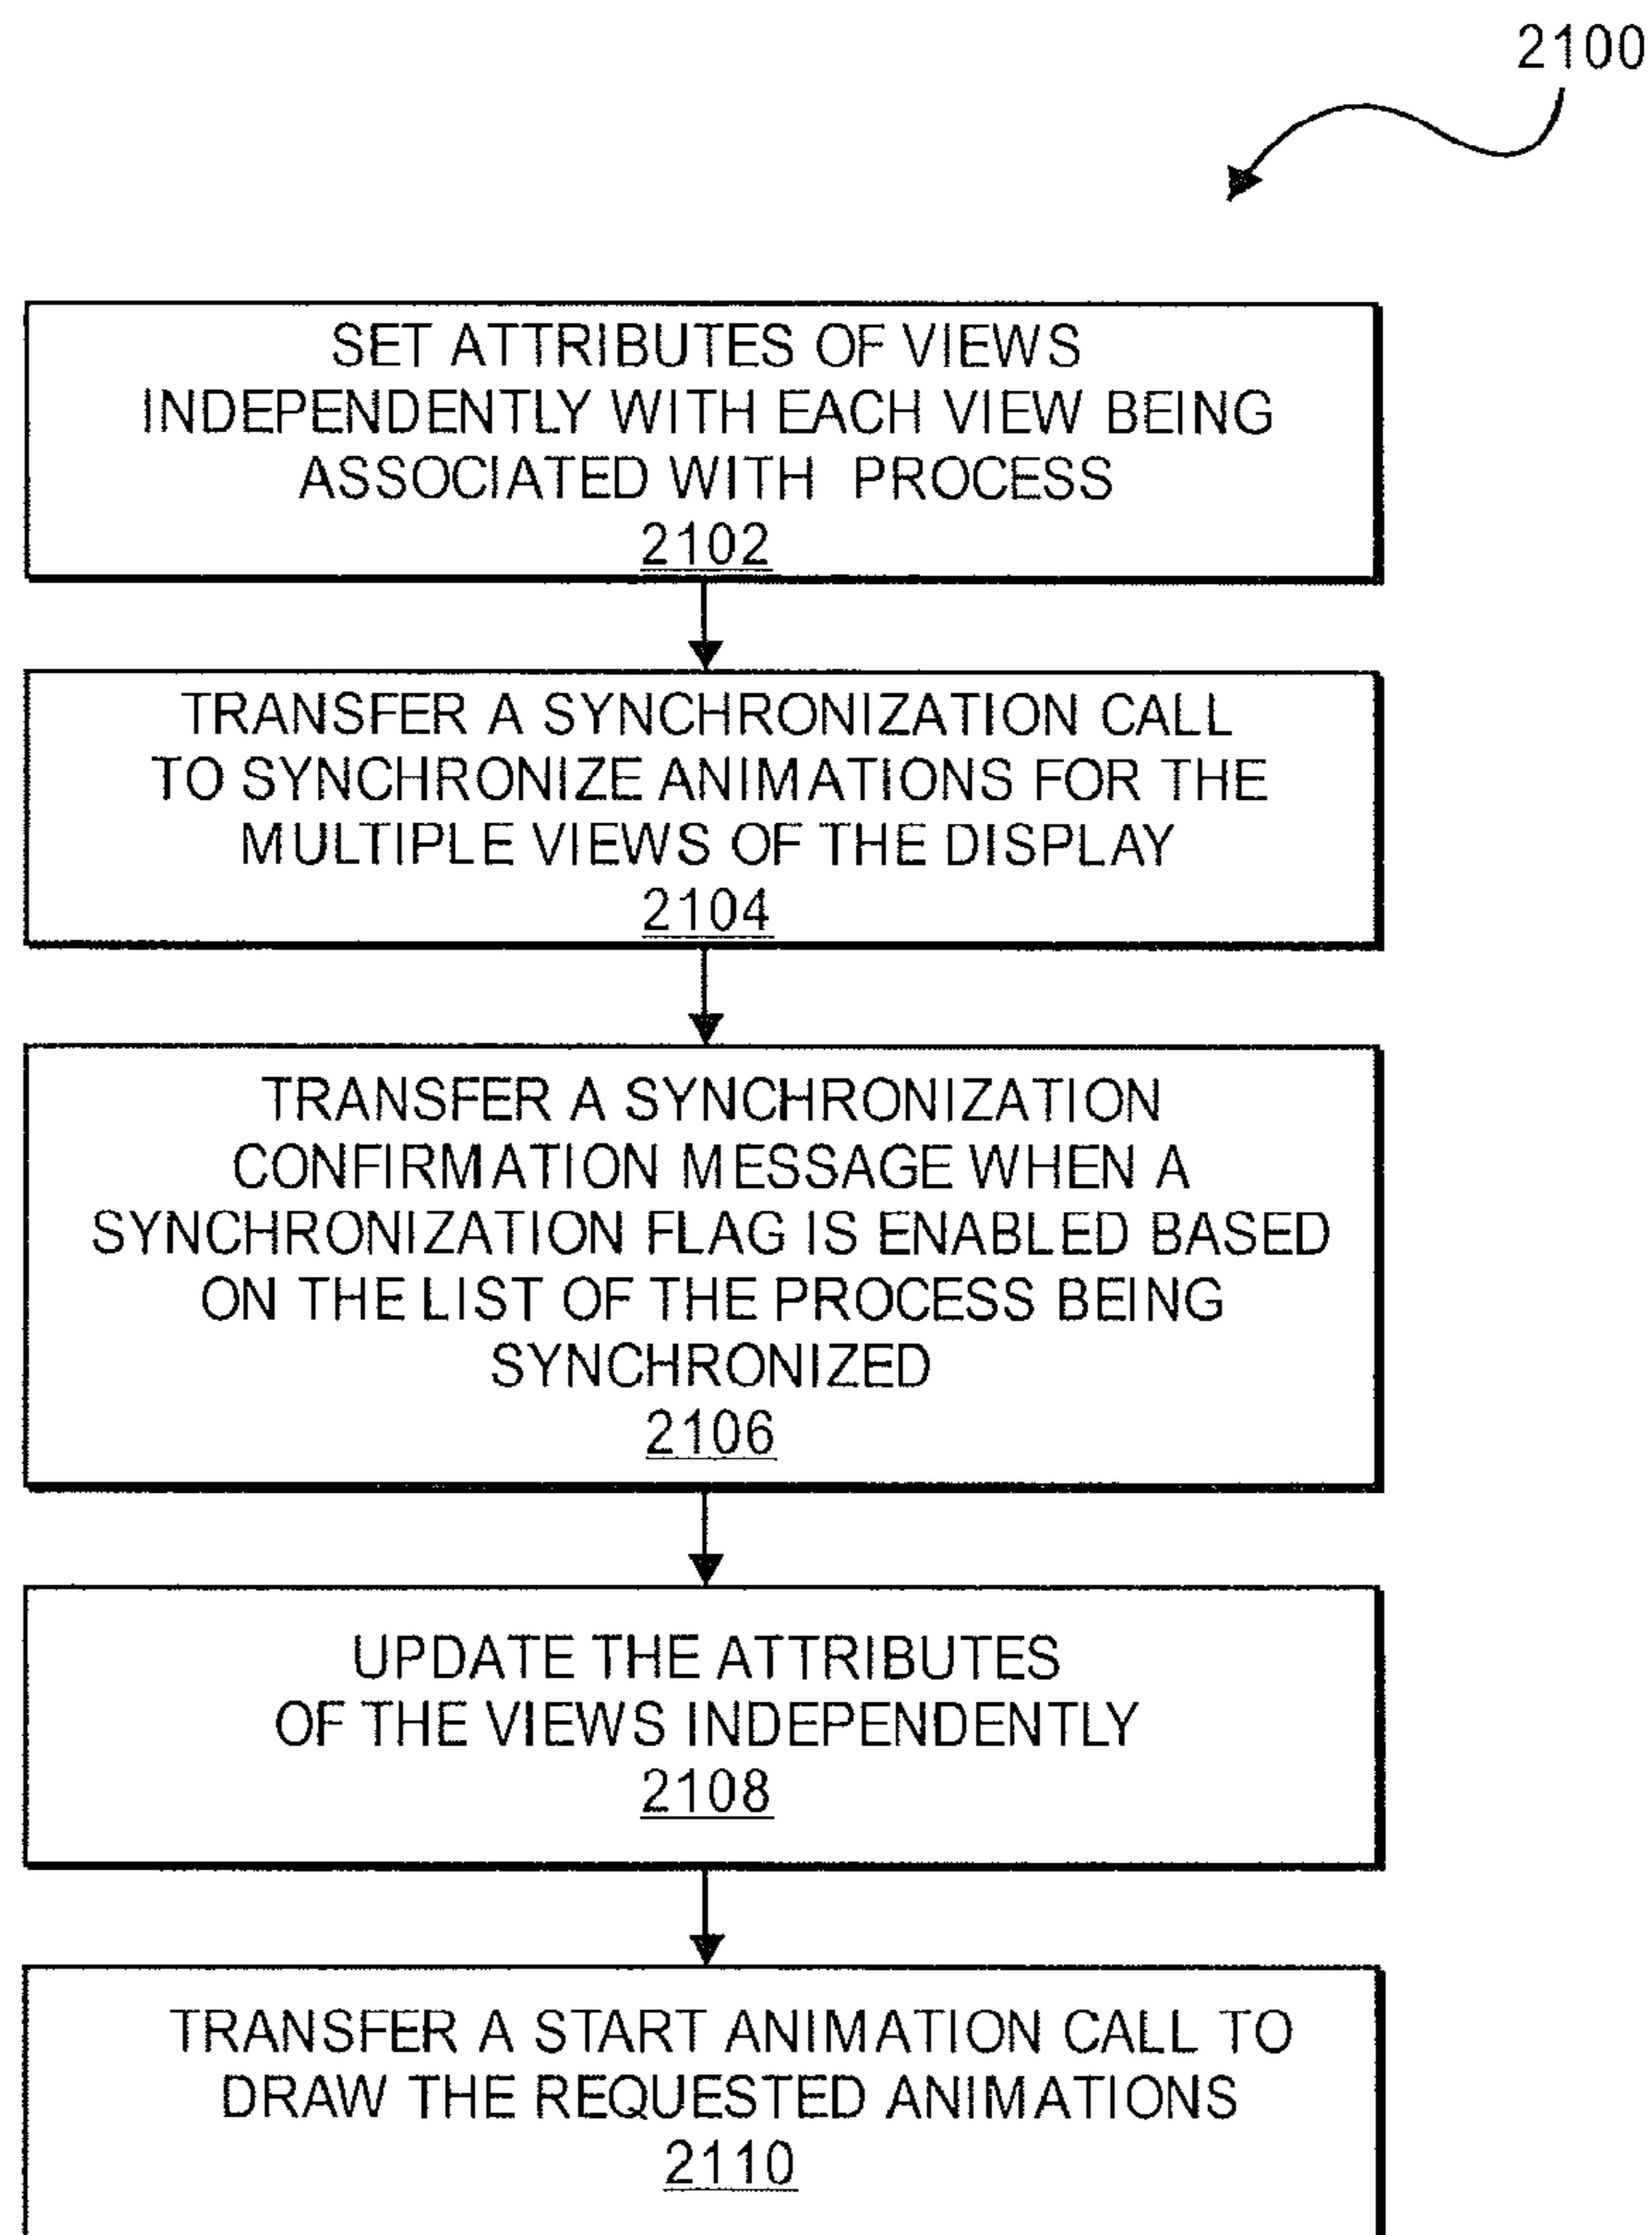 2100
SET ATTRIBUTES OF VIEWS
INDEPENDENTLY WITH EACH VIEW BEING
ASSOCIATED WITH PROCESS
2102
TRANSFER A SYNCHRONIZATION CALL
TO SYNCHRONIZE ANIMATIONS FOR THE
MULTIPLE VIEWS OF THE DISPLAY
2104
TRANSFER A SYNCHRONIZATION
CONFIRMATION MESSAGE WHEN A
SYNCHRONIZATION FLAG IS ENABLED BASED
ON THE LIST OF THE PROCESS BEING
SYNCHRONIZED
2106
UPDATE THE ATTRIBUTES
OF THE VIEWS INDEPENDENTLY
2108
TRANSFER A START ANIMATION CALL TO
DRAW THE REQUESTED ANIMATIONS
2110